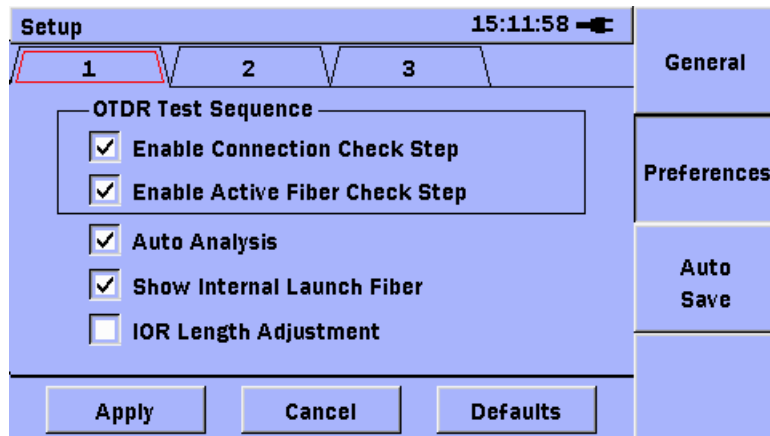 Setup 15:11:58
1 2 3
General
OTDR Test Sequence
Enable Connection Check Step
Enable Active Fiber Check Step
Preferences
Auto Analysis
Show Internal Launch Fiber
IOR Length Adjustment
Auto
Save
Apply Cancel Defaults